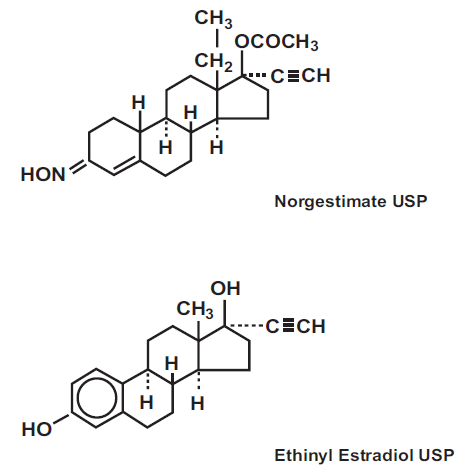 CH3
CH2
OCOCH3
C≡CH
H
H
H
H
HON
Norgestimate USP
OH
CH3
C≡CH
H
H
H
HO
Ethinyl Estradiol USP